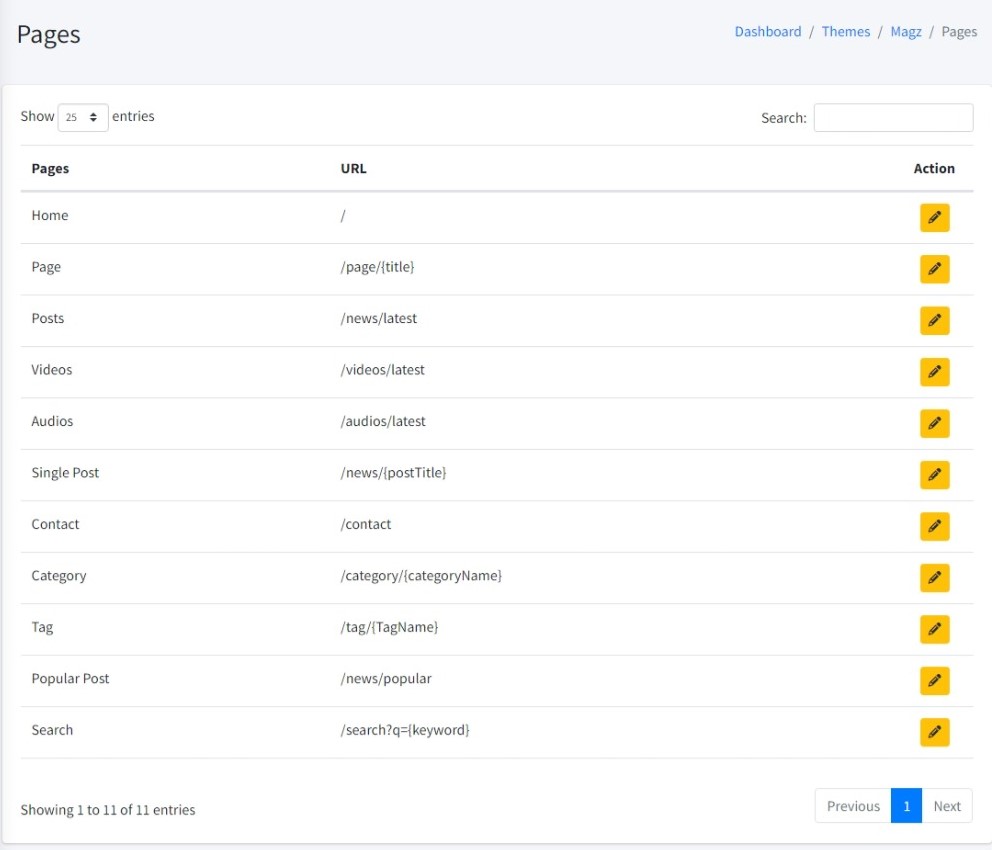 Pages
Dashboard / Themes / Magz / Pages
Show 25 entries
Search:
Pages URL Action
Home /
Page /page/{title}
Posts /news/latest
Videos /videos/latest
Audios /audios/latest
Single Post /news/{postTitle}
Contact /contact
Category /category/{categoryName}
Tag /tag/{TagName}
Popular Post /news/popular
Search /search?q={keyword}
Showing 1 to 11 of 11 entries
Previous 1 Next